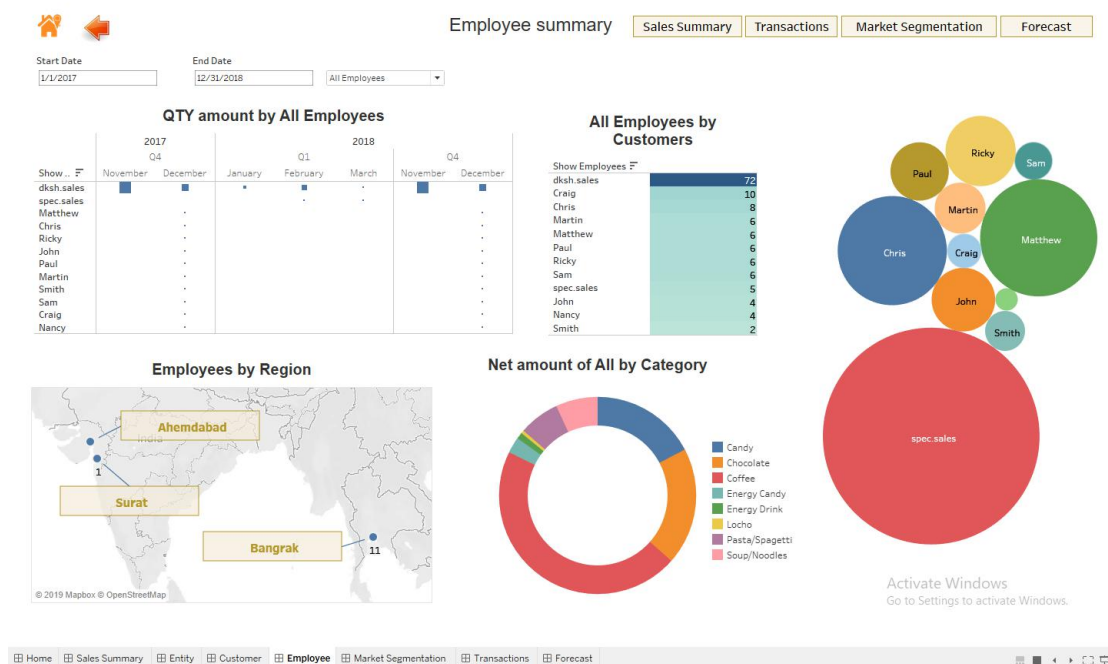 Employee summary
Sales Summary
Transactions
Market Segmentation
Forecast
Start Date
End Date
1/1/2017
12/31/2018
All Employees
QTY amount by All Employees
2017 2018
Q4 Q1 Q4
Show .. November December January February March November December
dksh.sales
spec.sales
Matthew
Chris
Ricky
John
Paul
Martin
Smith
Sam
Craig
Nancy
All Employees by
Customers
Show Employees
dksh.sales 72
Craig 10
Chris 8
Martin 6
Matthew 6
Paul 6
Ricky 6
Sam 6
spec.sales 5
John 4
Nancy 4
Smith 2
Ricky
Sam
Paul
Martin
Matthew
Chris
Craig
John
Smith
spec.sales
Employees by Region
Ahemdabad
India
1
Surat
Bangrak
11
© 2019 Mapbox © OpenStreetMap
Net amount of All by Category
Candy
Chocolate
Coffee
Energy Candy
Energy Drink
Locho
Pasta/Spagetti
Soup/Noodles
Activate Windows
Go to Settings to activate Windows.
Home Sales Summary Entity Customer Employee Market Segmentation Transactions Forecast